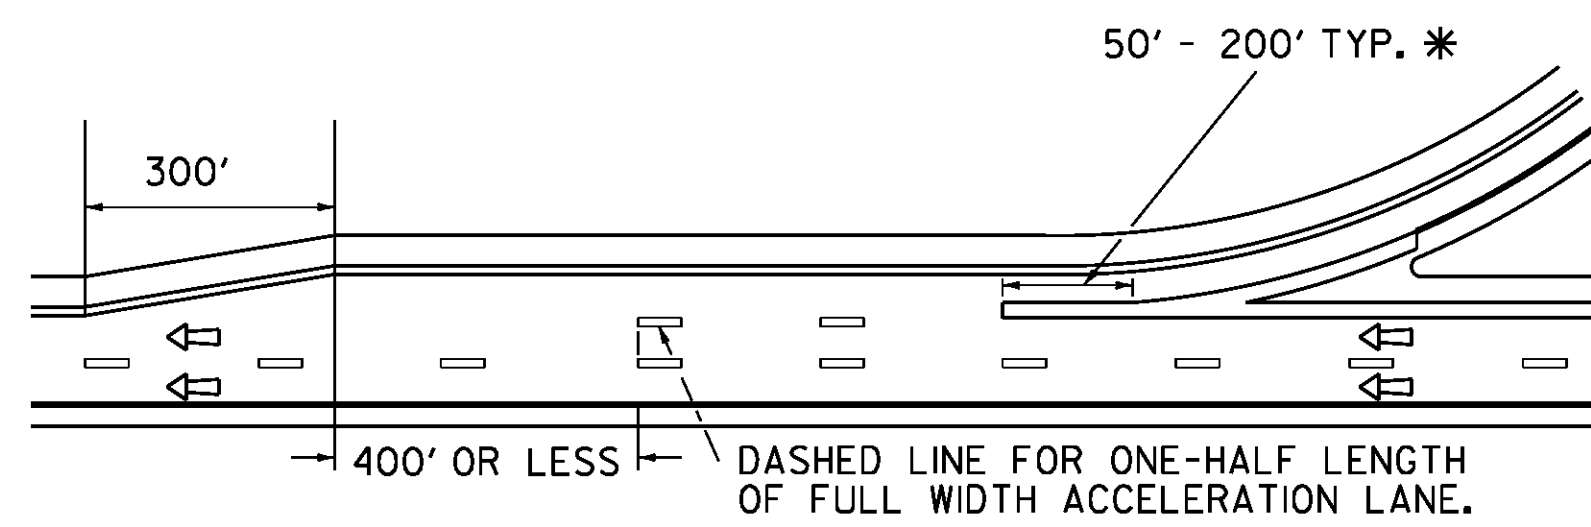 50' - 200' TYP. *
300'
400' OR LESS
DASHED LINE FOR ONE-HALF LENGTH
OF FULL WIDTH ACCELERATION LANE.